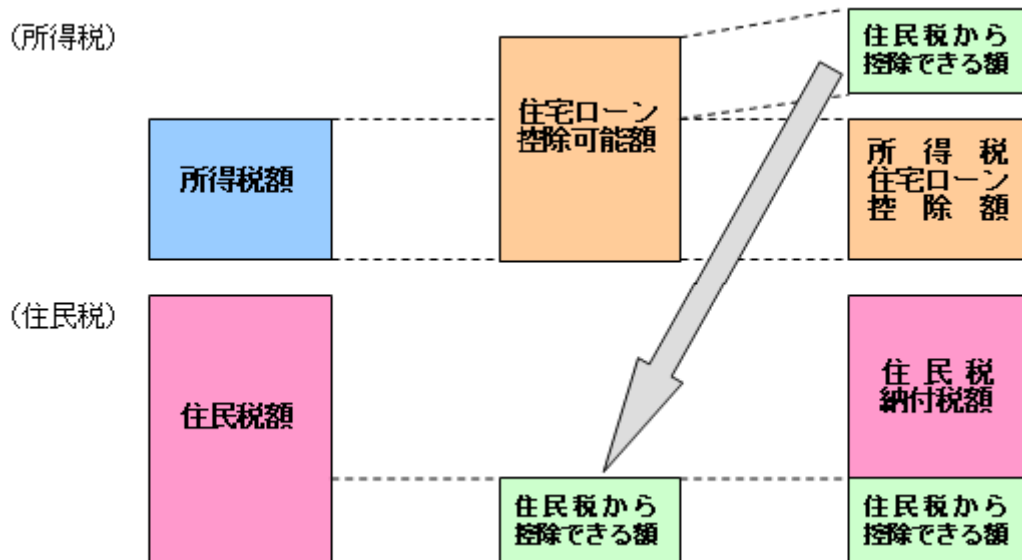 (所得税)
住民税から
控除できる額
住宅ローン
控除可能額
所得税額
所得税
住宅ローン
控除額
(住民税)
住民税額
住民税
納付税額
住民税から
控除できる額
住民税から
控除できる額